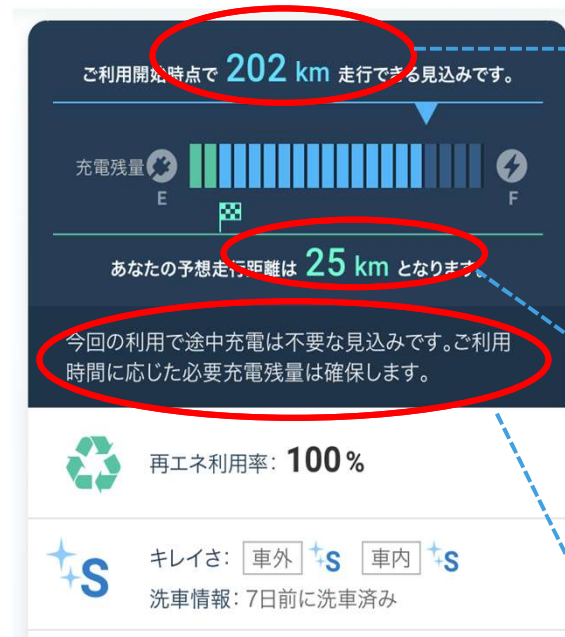 ご利用開始時点で 202 km 走行できる見込みです。
充電残量
E
F
あなたの予想走行距離は 25 km となります。
今回の利用で途中充電は不要な見込みです。ご利用
時間に応じた必要充電残量は確保します。
再エネ利用率: 100%
S
キレイさ: 車外 S 車内 S
洗車情報: 7日前に洗車済み